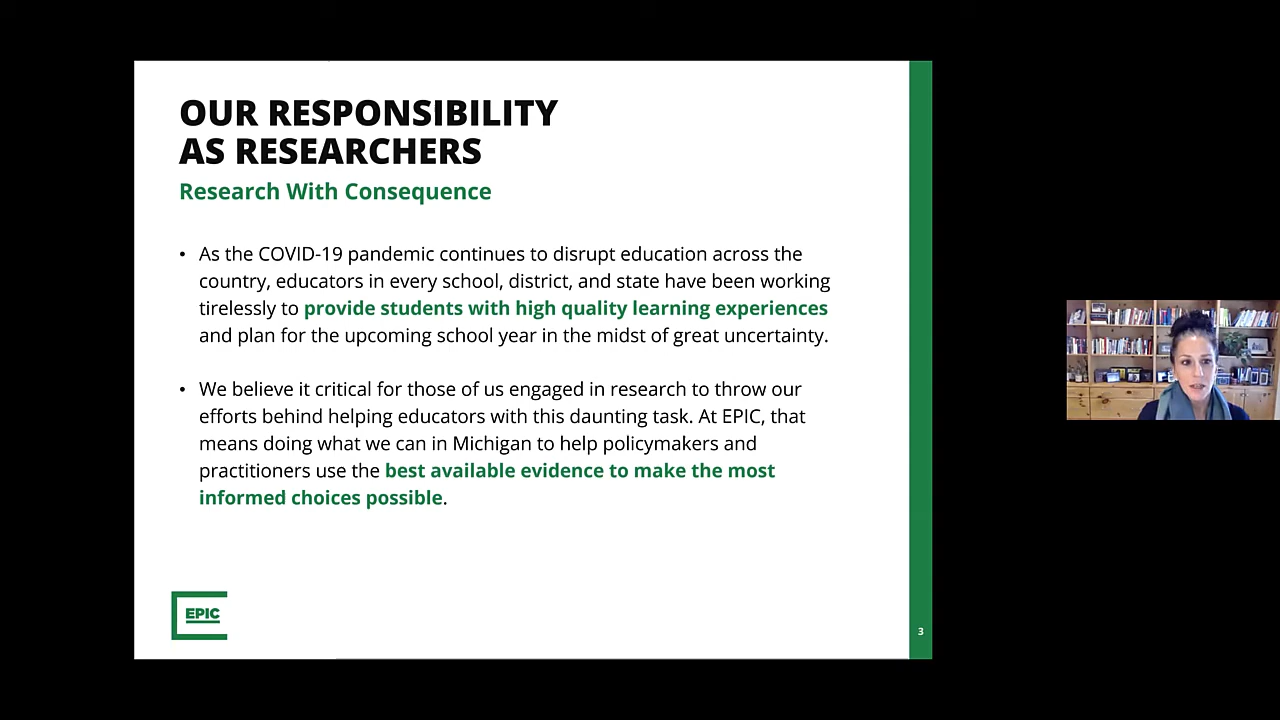 OUR RESPONSIBILITY
AS RESEARCHERS
Research With Consequence
• As the COVID-19 pandemic continues to disrupt education across the
country, educators in every school, district, and state have been working
tirelessly to provide students with high quality learning experiences
and plan for the upcoming school year in the midst of great uncertainty.
• We believe it critical for those of us engaged in research to throw our
efforts behind helping educators with this daunting task. At EPIC, that
means doing what we can in Michigan to help policymakers and
practitioners use the best available evidence to make the most
informed choices possible.
EPIC
3